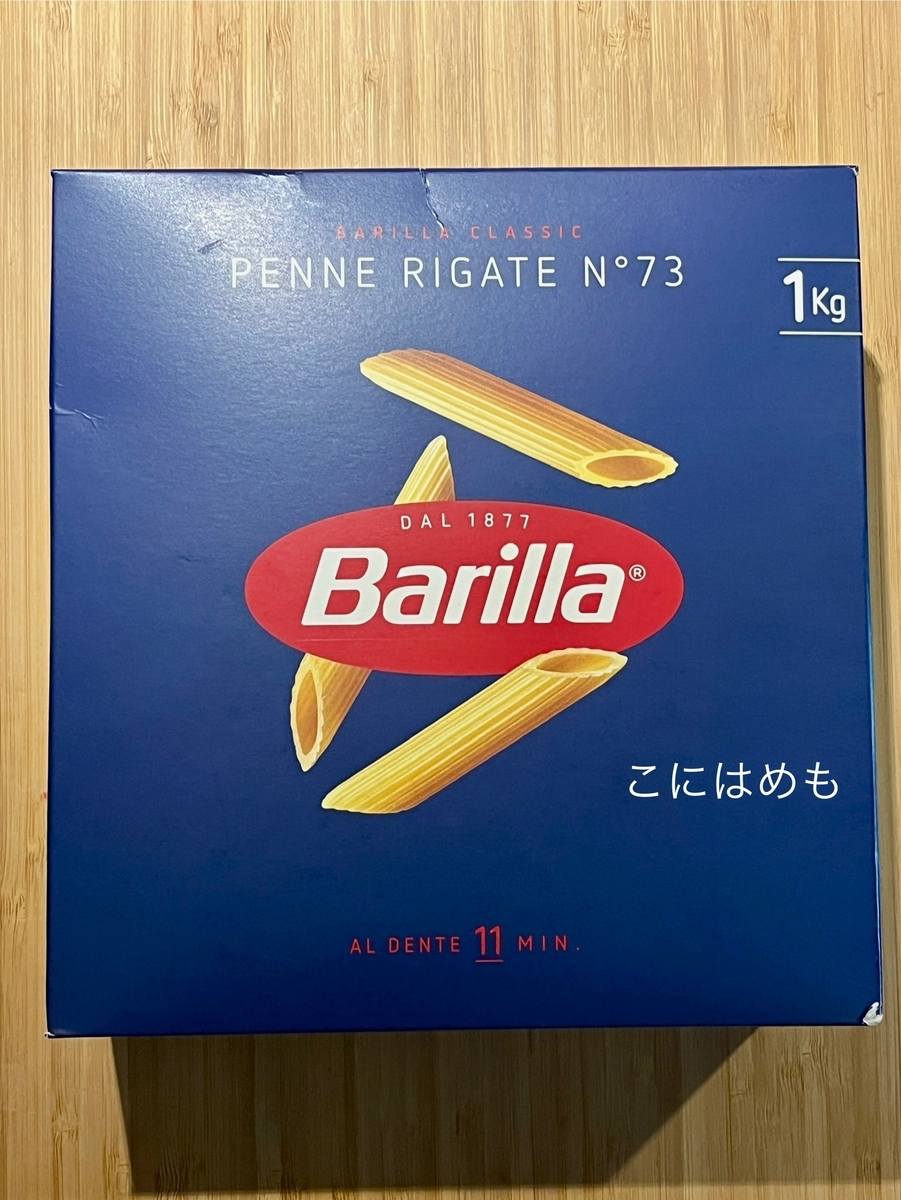 BARILLA CLASSIC
PENNE RIGATE N°73
1Kg
DAL 1877
Barilla®
こにはめも
AL DENTE 11 MIN.